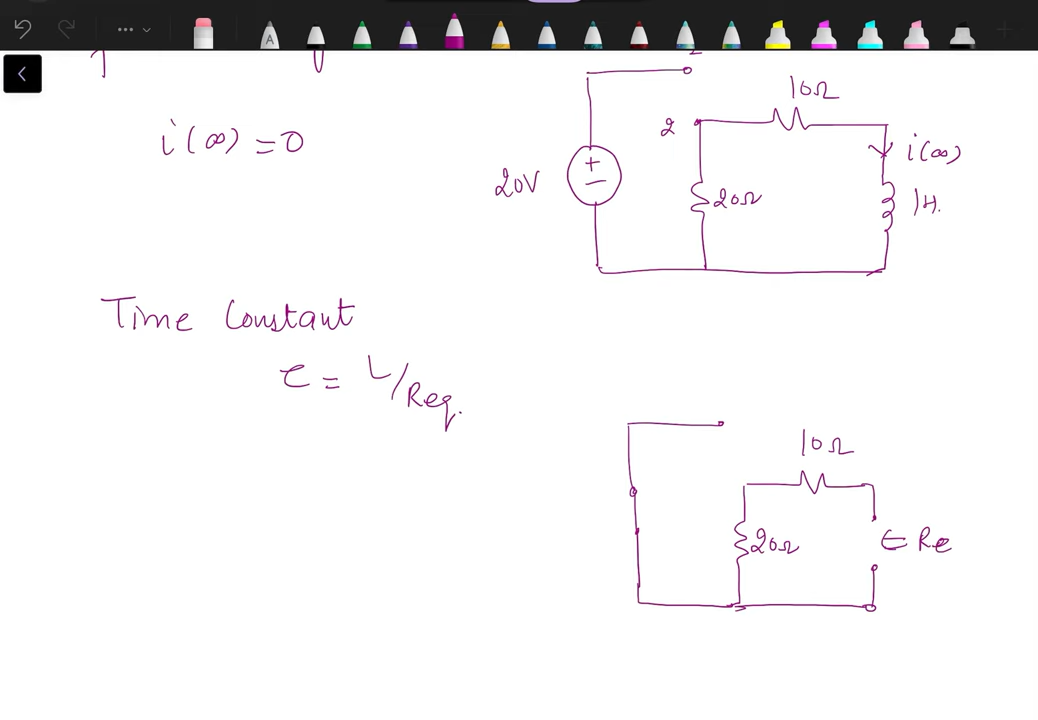 A
10Ω
2
i(∞) = 0
i(∞)
20V
+
−
20Ω
1H.
Time Constant
τ = L/Req.
10Ω
20Ω
← Re